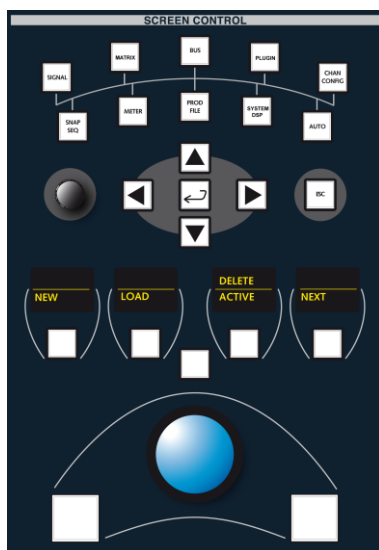 SCREEN CONTROL
BUS
MATRIX
PLUGIN
SIGNAL
CHAN
CONFIG
SNAP
SEQ
METER
PROD
FILE
SYSTEM
DSP
AUTO
ESC
DELETE
NEW
LOAD
ACTIVE
NEXT